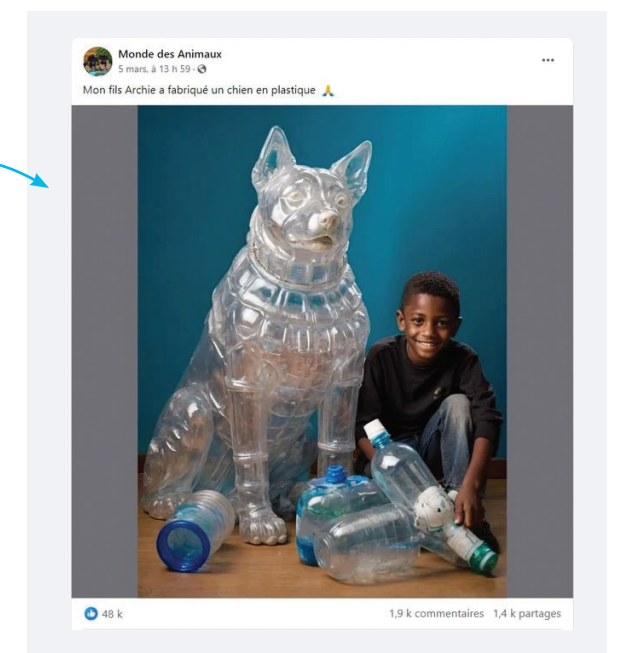 Monde des Animaux
5 mars, à 13 h 59 ·
Mon fils Archie a fabriqué un chien en plastique 🙏
48 k
1,9 k commentaires 1,4 k partages